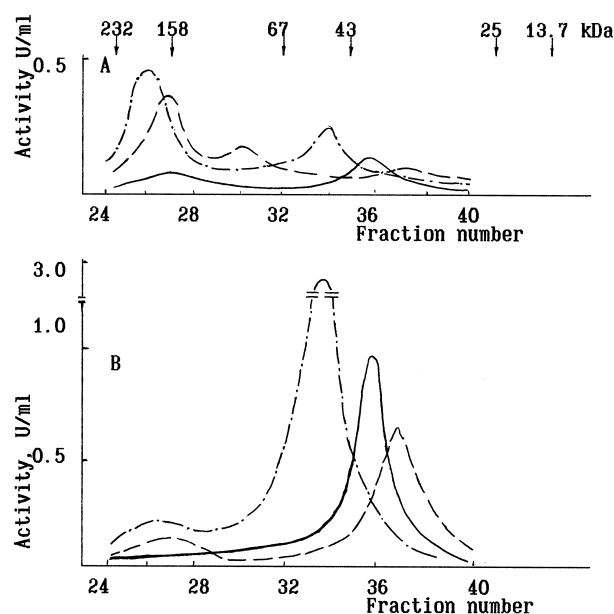 232 158 67 43 25 13.7 kDa
A
0.5
Activity U/ml
24 28 32 36 40
Fraction number
3.0
1.0
B
0.5
Activity, U/ml
24 28 32 36 40
Fraction number